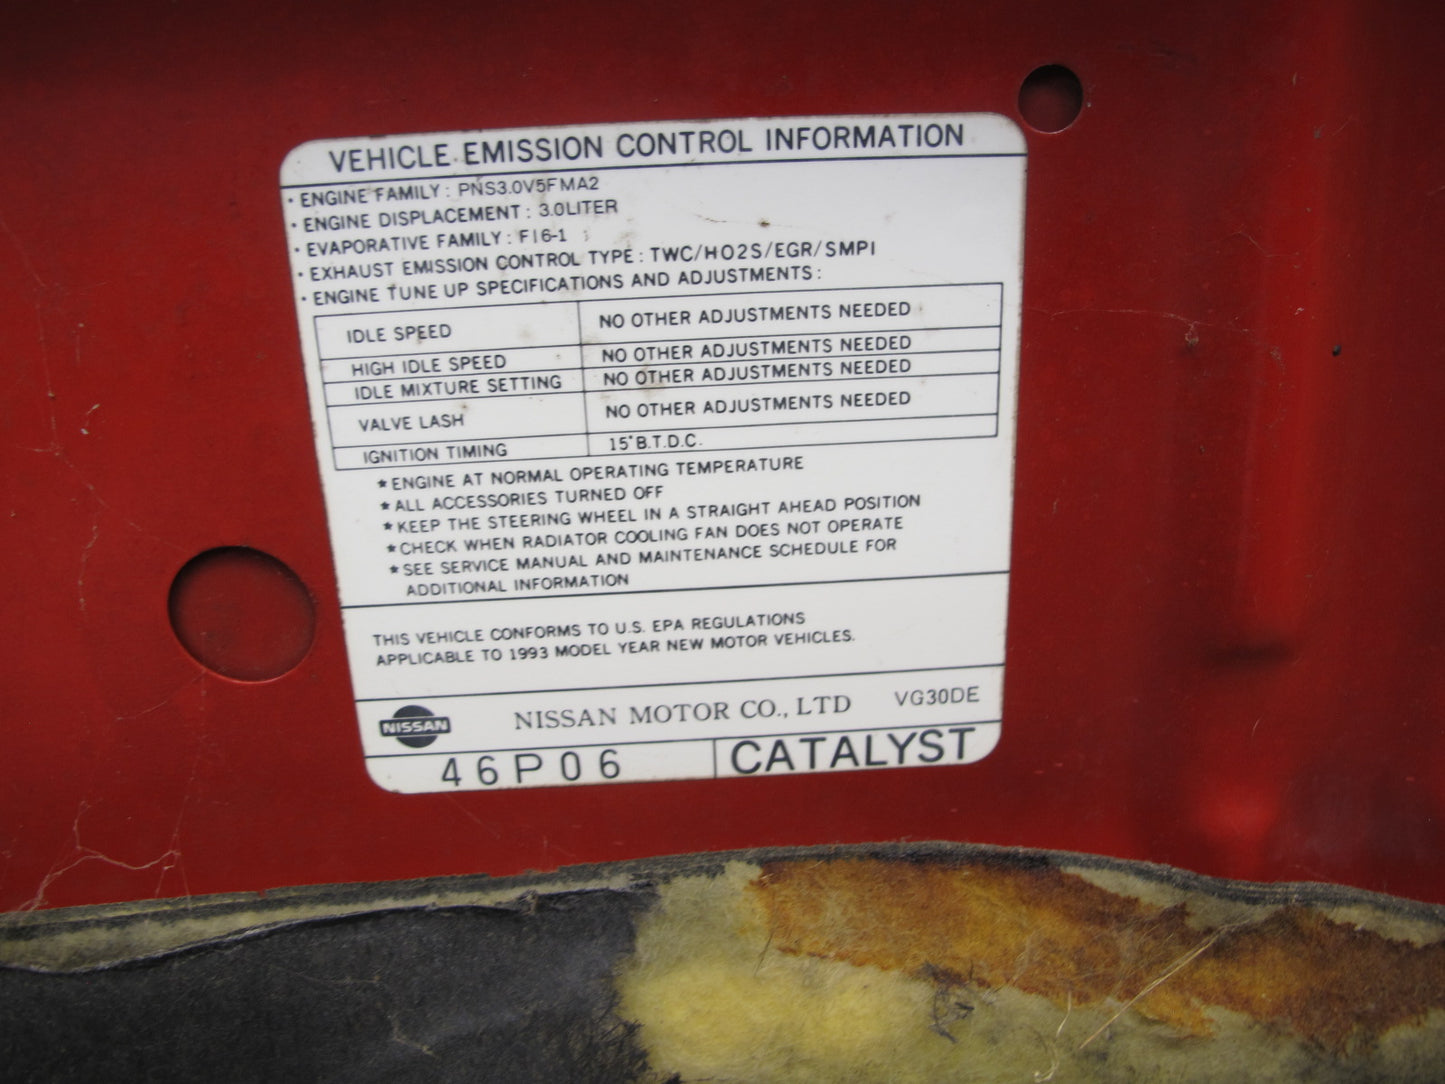 VEHICLE EMISSION CONTROL INFORMATION
· ENGINE FAMILY : PNS3.0V5FMA2
· ENGINE DISPLACEMENT : 3.0LITER
· EVAPORATIVE FAMILY : FI6-1
· EXHAUST EMISSION CONTROL TYPE : TWC/HO2S/EGR/SMPI
· ENGINE TUNE UP SPECIFICATIONS AND ADJUSTMENTS :
IDLE SPEED NO OTHER ADJUSTMENTS NEEDED
HIGH IDLE SPEED NO OTHER ADJUSTMENTS NEEDED
IDLE MIXTURE SETTING NO OTHER ADJUSTMENTS NEEDED
VALVE LASH NO OTHER ADJUSTMENTS NEEDED
IGNITION TIMING 15°B.T.D.C.
★ENGINE AT NORMAL OPERATING TEMPERATURE
★ALL ACCESSORIES TURNED OFF
★KEEP THE STEERING WHEEL IN A STRAIGHT AHEAD POSITION
★CHECK WHEN RADIATOR COOLING FAN DOES NOT OPERATE
★SEE SERVICE MANUAL AND MAINTENANCE SCHEDULE FOR
ADDITIONAL INFORMATION
THIS VEHICLE CONFORMS TO U.S. EPA REGULATIONS
APPLICABLE TO 1993 MODEL YEAR NEW MOTOR VEHICLES.
NISSAN NISSAN MOTOR CO., LTD VG30DE
46P06 CATALYST